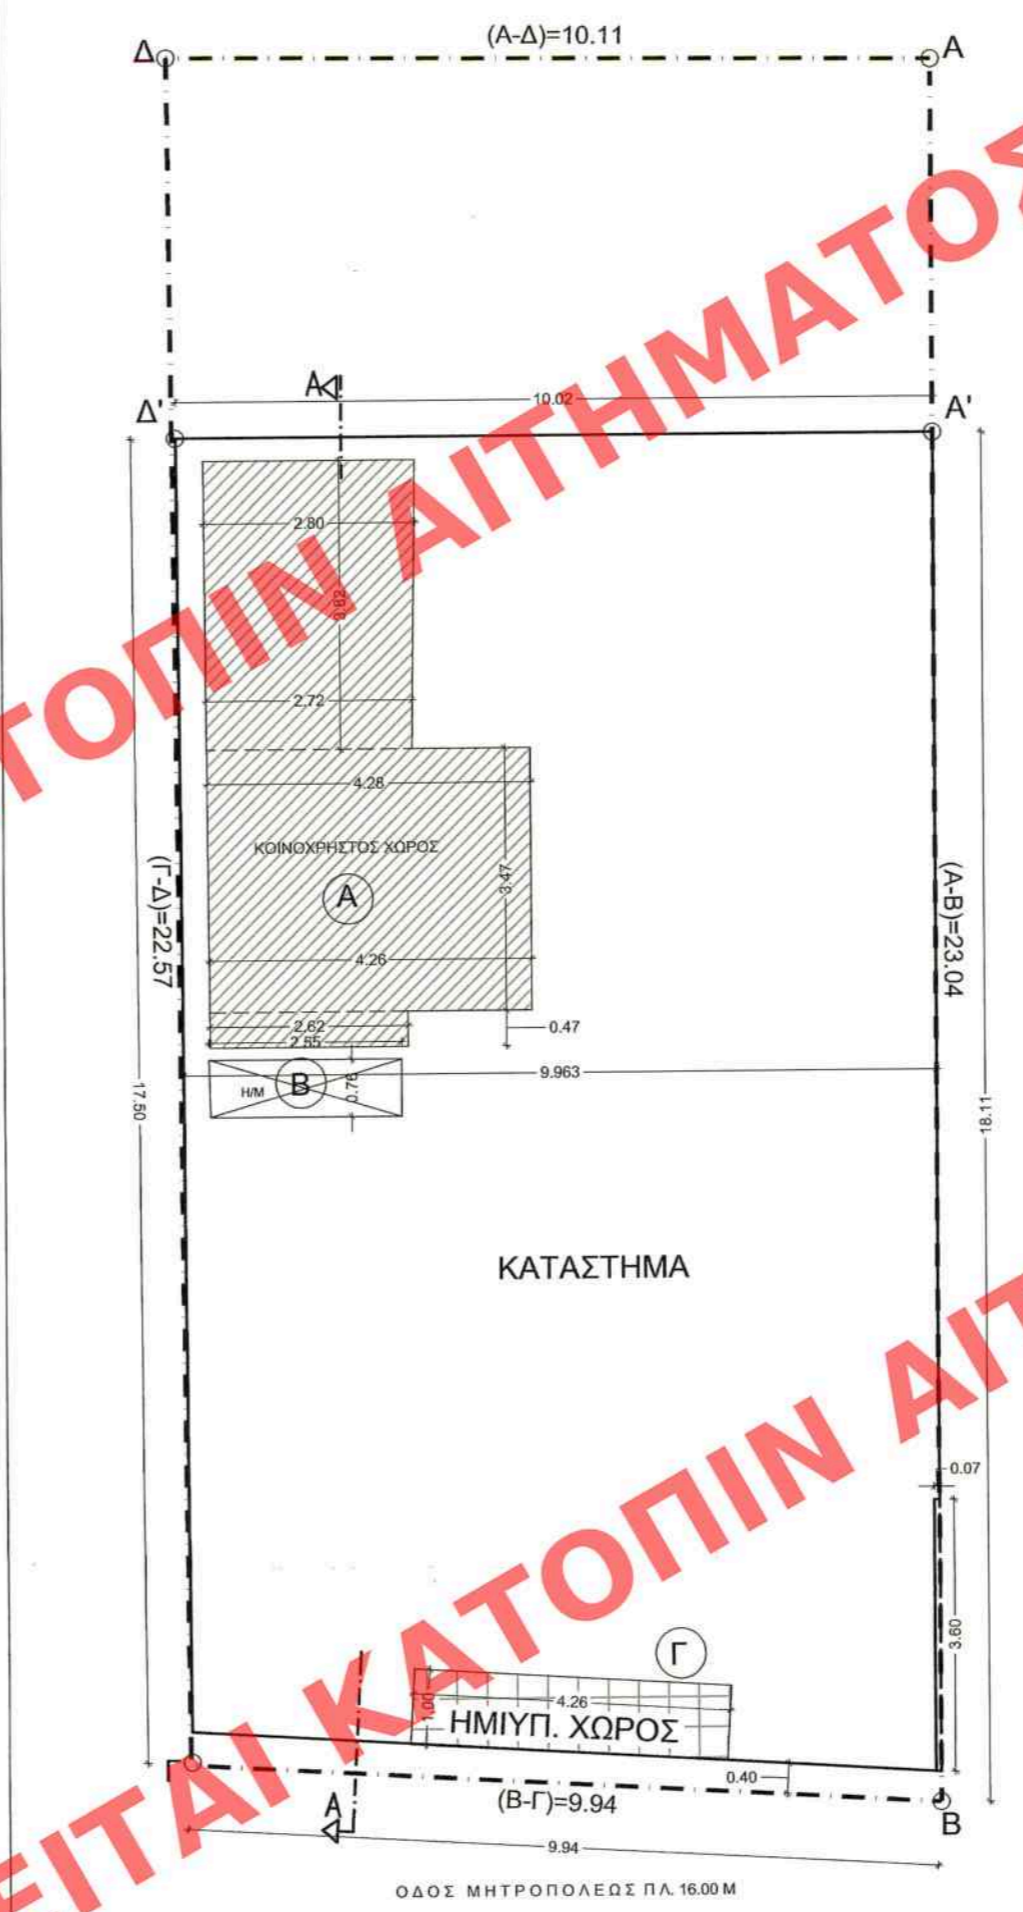 (Α-Δ)=10.11
Δ
Α
Α
10.02
Δ'
Α'
2.80
3.82
2.72
4.28
ΚΟΙΝΟΧΡΗΣΤΟΣ ΧΩΡΟΣ
3.47
Α
(Γ-Δ)=22.57
(Α-Β)=23.04
4.26
2.62
0.47
2.55
Η/Μ
Β
0.76
9.963
17.50
18.11
ΚΑΤΑΣΤΗΜΑ
0.07
3.60
Γ
1.00
4.26
ΗΜΙΥΠ. ΧΩΡΟΣ
0.40
Γ
(Β-Γ)=9.94
Α
Β
9.94
ΟΔΟΣ ΜΗΤΡΟΠΟΛΕΩΣ ΠΛ. 16.00 Μ
ΤΟΠΙΝ ΑΙΤΗΜΑΤΟΣ
ΕΙΤΑΙ ΚΑΤΟΠΙΝ ΑΙΤ